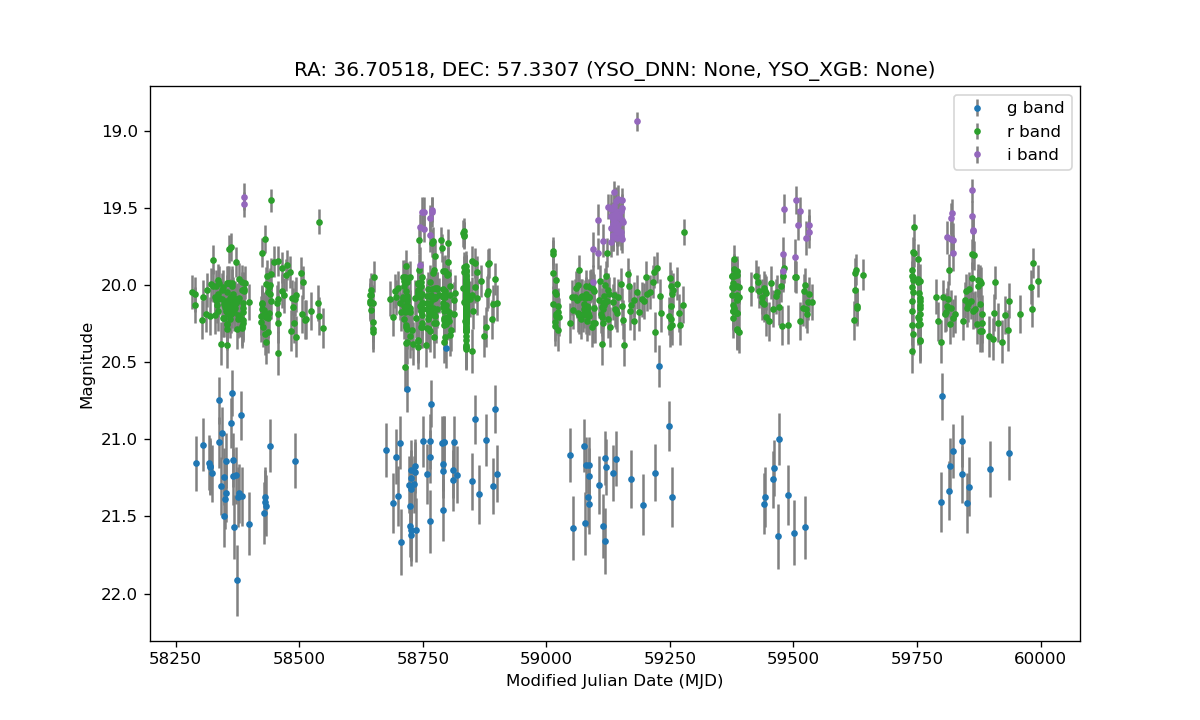 RA: 36.70518, DEC: 57.3307 (YSO_DNN: None, YSO_XGB: None)
g band
r band
i band
Magnitude
19.0
19.5
20.0
20.5
21.0
21.5
22.0
58250 58500 58750 59000 59250 59500 59750 60000
Modified Julian Date (MJD)